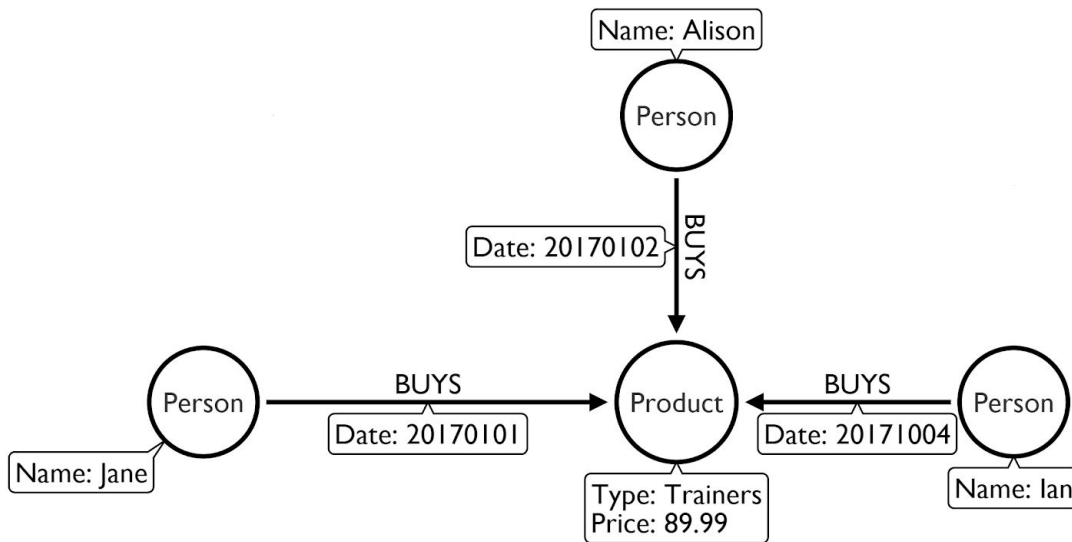 Name: Alison
Person
BUYS
Date: 20170102
Person
BUYS
Date: 20170101
Name: Jane
Product
Type: Trainers
Price: 89.99
BUYS
Date: 20171004
Person
Name: Ian